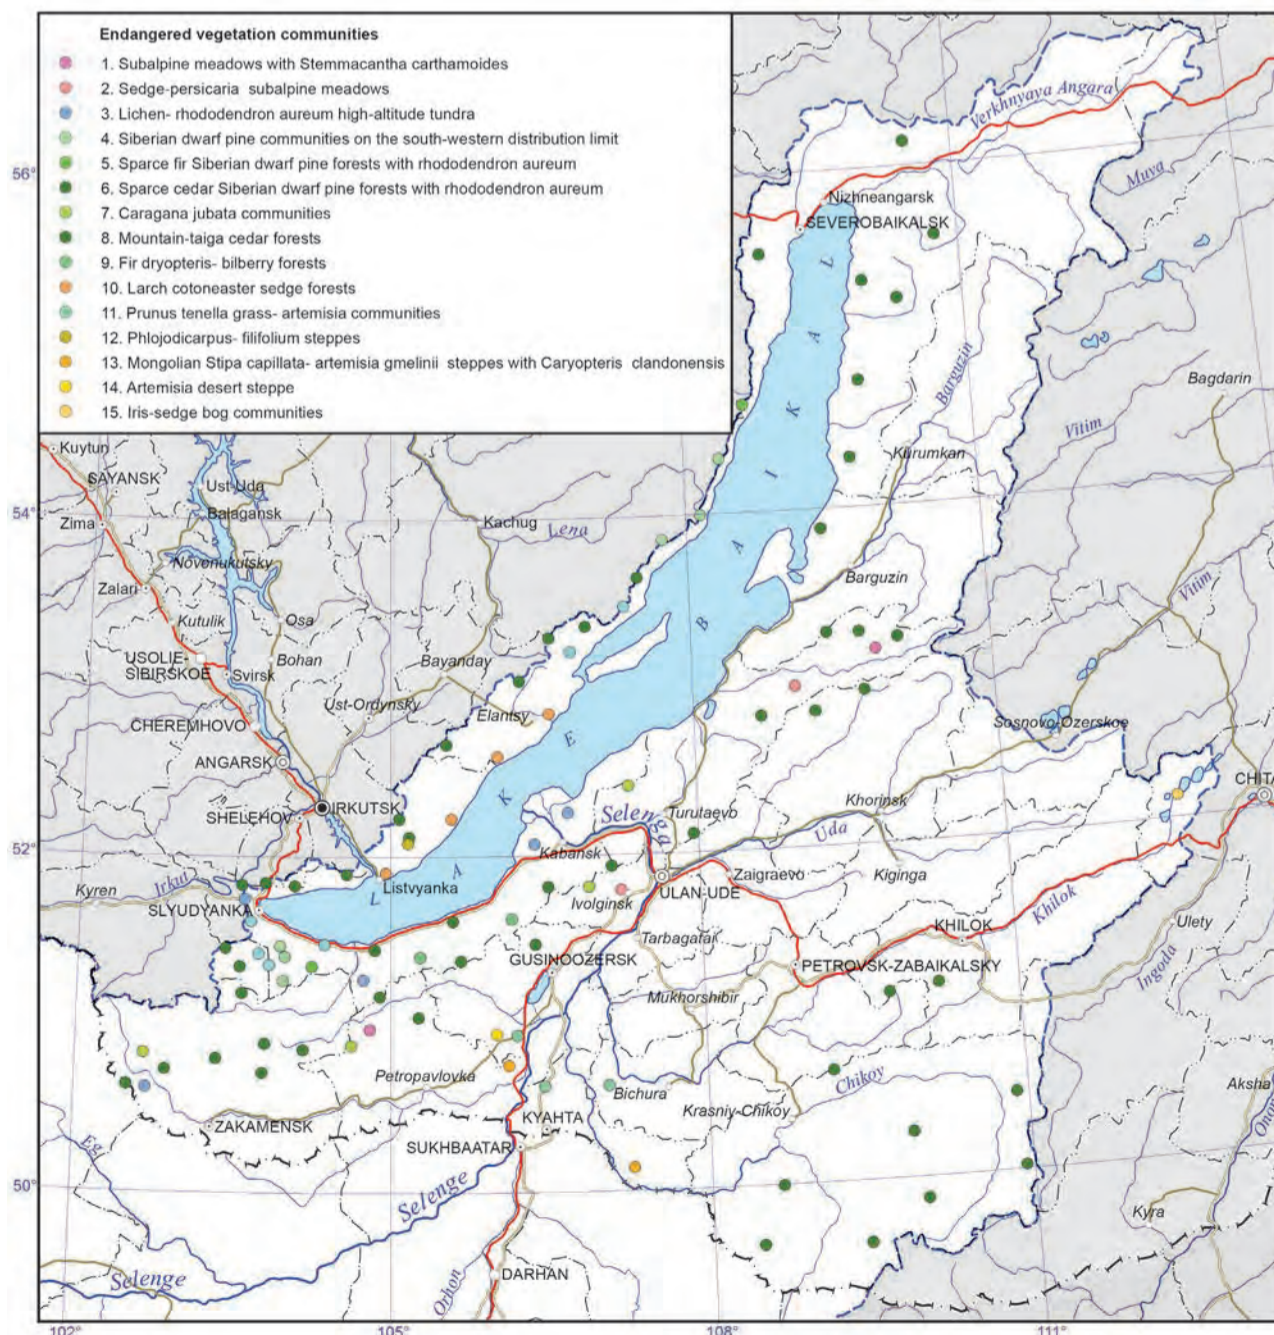 Endangered vegetation communities
1. Subalpine meadows with Stemmacantha carthamoides
2. Sedge-persicaria subalpine meadows
3. Lichen- rhododendron aureum high-altitude tundra
4. Siberian dwarf pine communities on the south-western distribution limit
5. Sparce fir Siberian dwarf pine forests with rhododendron aureum
6. Sparce cedar Siberian dwarf pine forests with rhododendron aureum
7. Caragana jubata communities
8. Mountain-taiga cedar forests
9. Fir dryopteris- bilberry forests
10. Larch cotoneaster sedge forests
11. Prunus tenella grass- artemisia communities
12. Phlojodicarpus- filifolium steppes
13. Mongolian Stipa capillata- artemisia gmelinii steppes with Caryopteris clandonensis
14. Artemisia desert steppe
15. Iris-sedge bog communities
Verkhnyaya Angara
56°
Muya
Nizhneangarsk
SEVEROBAIKALSK
Barguzin
Bagdarin
Vitim
Kuytun
Kurumkan
SAYANSK
Ust-Uda
54°
Balagansk
Zima
Kachug
Lena
Novonukutsky
Barguzin
Vitim
Zalari
Kutulik
Osa
USOLIE-
SIBIRSKOE
Bohan
Bayanday
Svirsk
Ust-Ordynsky
Elantsy
CHEREMHOVO
Sosnovo-Ozerskoe
ANGARSK
LAKE BAIKAL
CHITA
IRKUTSK
Selenga
Turutaevo
Khorinsk
SHELEHOV
Uda
52°
Kabansk
Kyren
Irkut
Listvyanka
Zaigraevo
Kiginga
SLYUDYANKA
ULAN-UDE
Ivolginsk
Khilok
Ulety
KHILOK
Tarbagatai
GUSINOOZERSK
PETROVSK-ZABAIKALSKY
Ingoda
Mukhorshibir
Petropavlovka
Bichura
Chikoy
Aksha
Krasniy-Chikoy
ZAKAMENSK
KYAHTA
Onon
Eg
SUKHBAATAR
50°
Selenge
Kyra
Selenge
Orhon
DARHAN
102°
105°
108°
111°